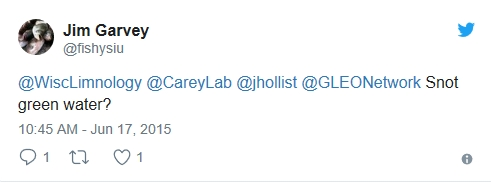 Jim Garvey
@fishysiu
@WiscLimnology @CareyLab @jhollist @GLEONetwork Snot
green water?
10:45 AM - Jun 17, 2015
1 1